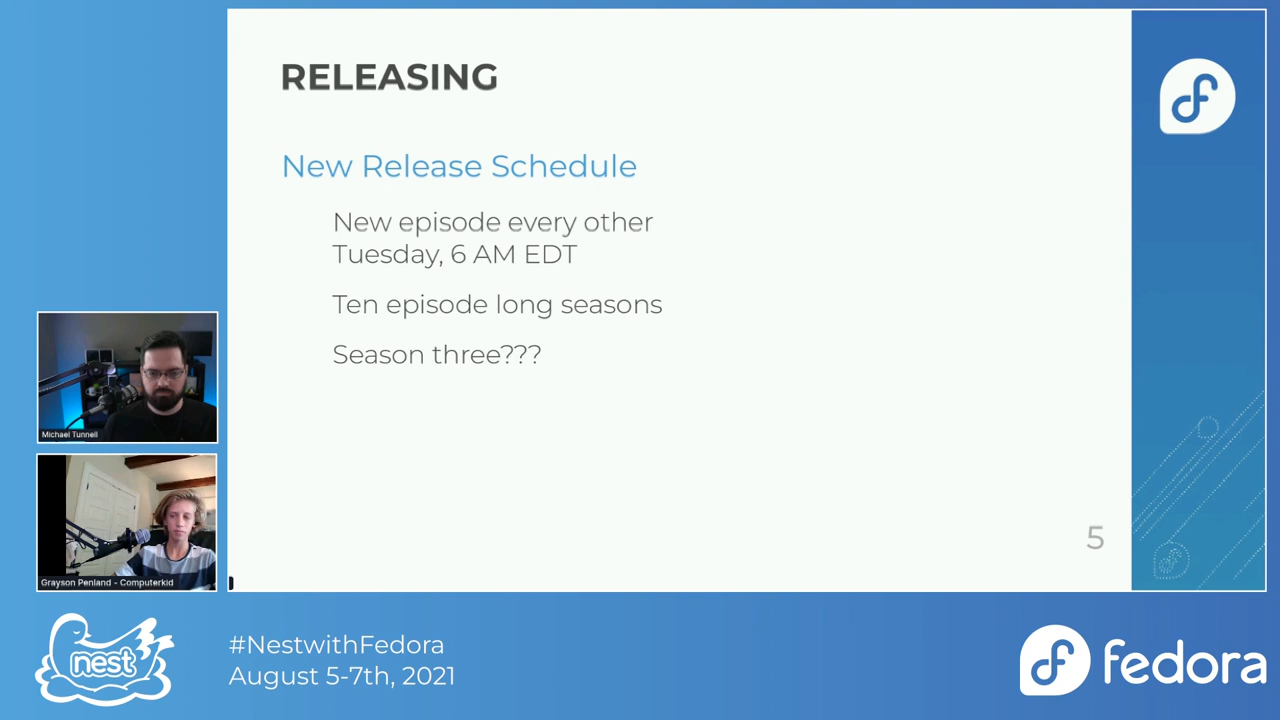 RELEASING
New Release Schedule
New episode every other
Tuesday, 6 AM EDT
Ten episode long seasons
Season three???
5
Michael Tunnell
Grayson Penland - Computerkid
nest
#NestwithFedora
August 5-7th, 2021
fedora